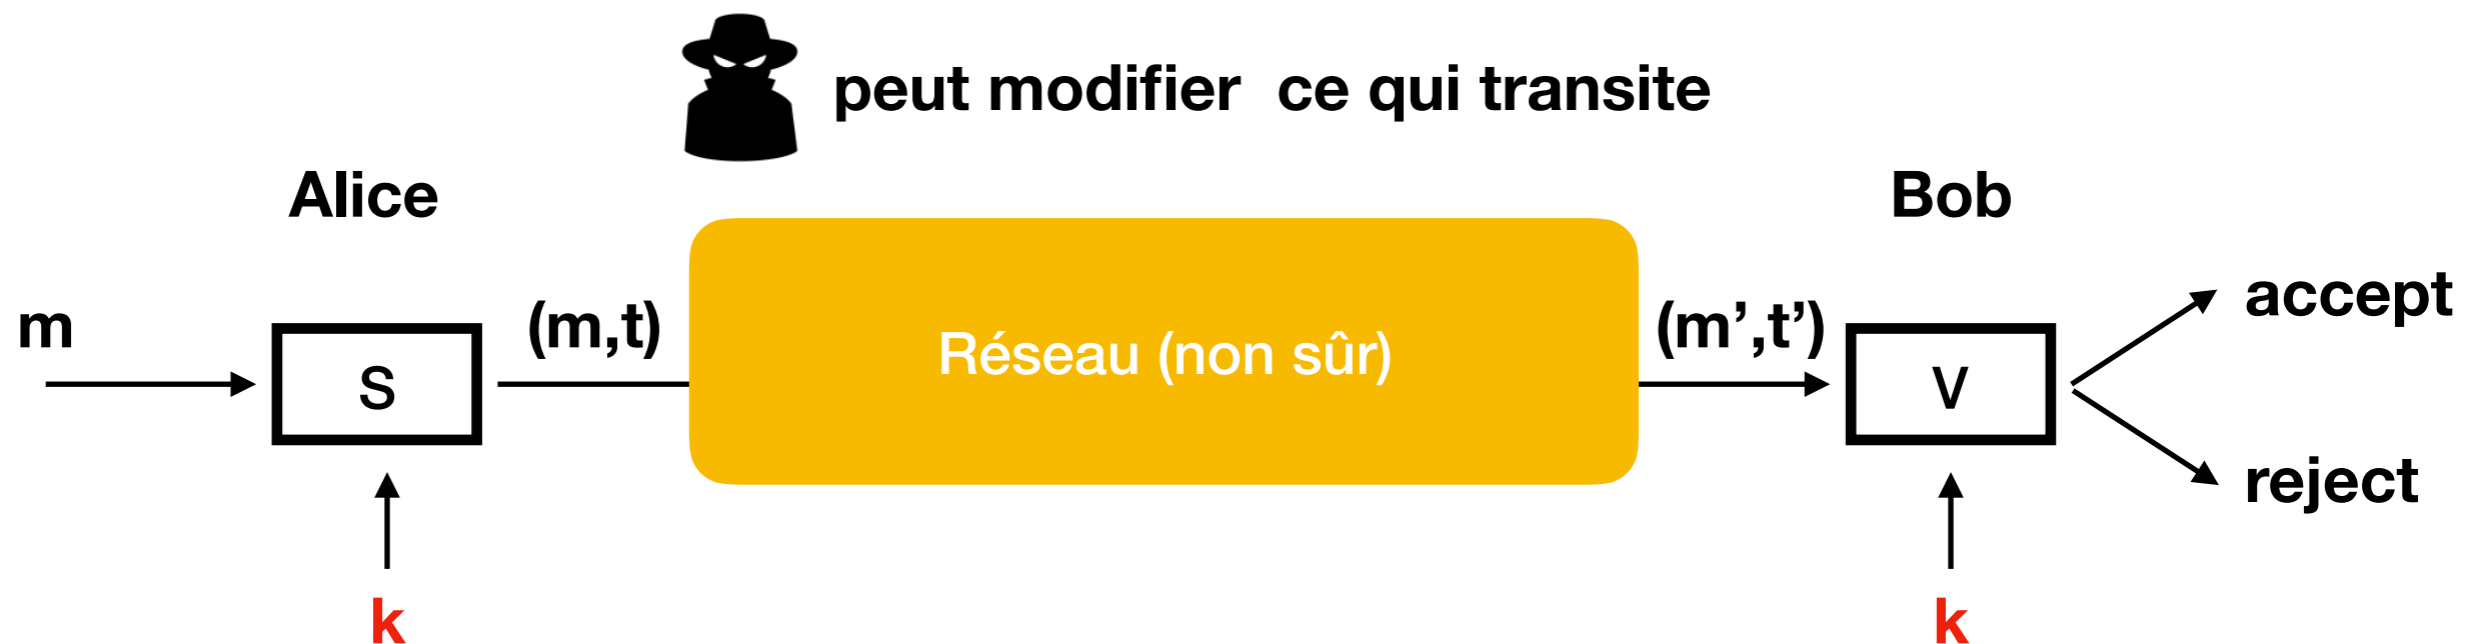 peut modifier ce qui transite
Alice
Bob
m
S
(m,t)
Réseau (non sûr)
(m’,t’)
V
accept
reject
k
k